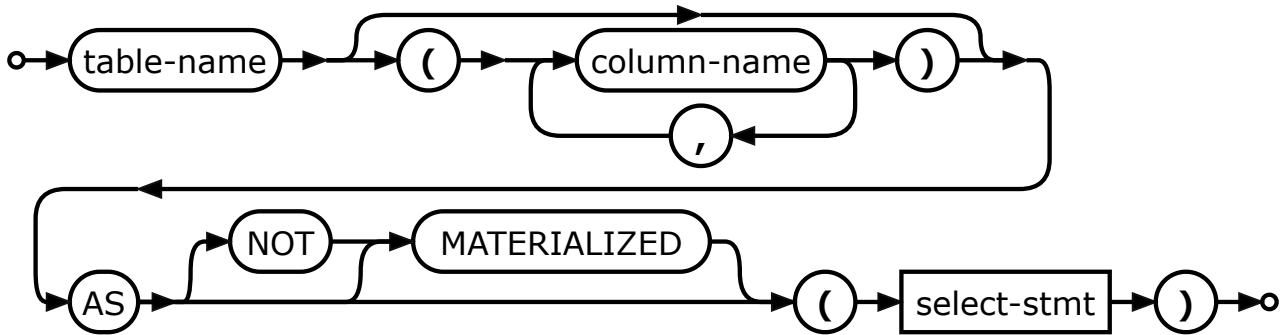 table-name ( column-name )
,
NOT MATERIALIZED
AS ( select-stmt )